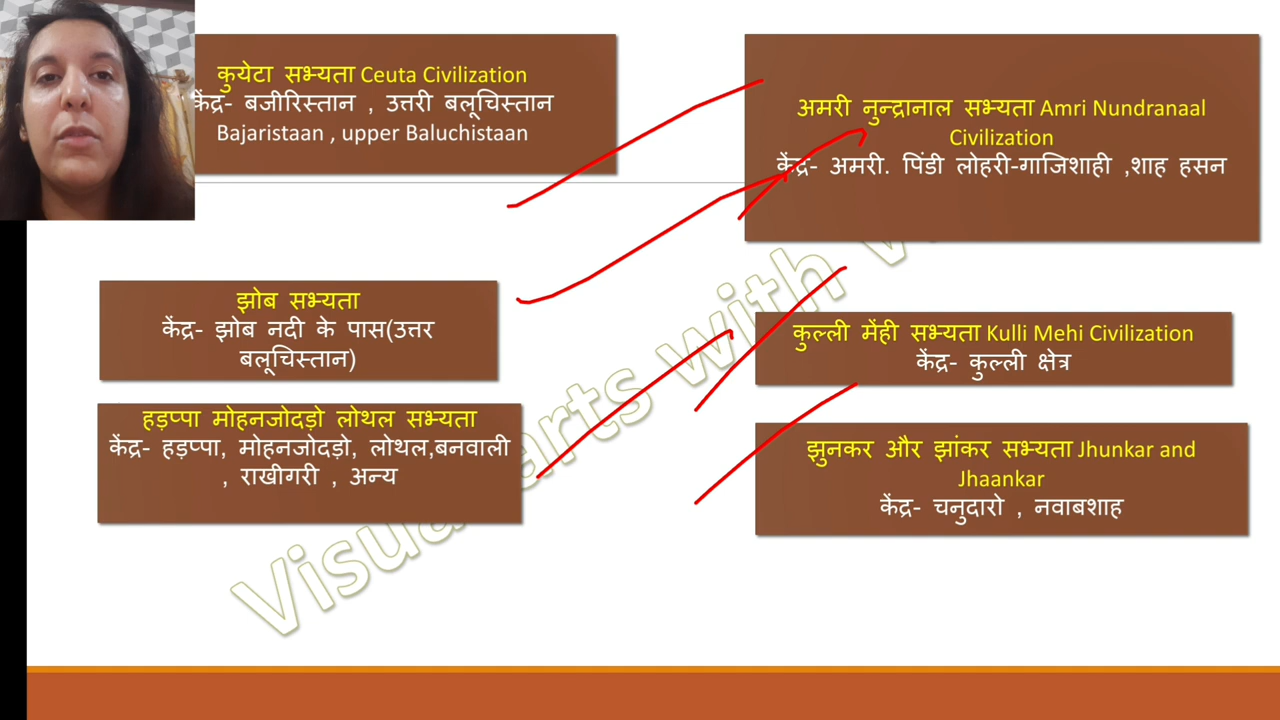 कुयेटा सभ्यता Ceuta Civilization
केंद्र- बजीरिस्तान , उत्तरी बलूचिस्तान
Bajaristaan , upper Baluchistaan
अमरी नुन्द्रानाल सभ्यता Amri Nundranaal
Civilization
केंद्र- अमरी. पिंडी लोहरी-गाजिशाही ,शाह हसन
झोब सभ्यता
केंद्र- झोब नदी के पास(उत्तर
बलूचिस्तान)
कुल्ली मेंही सभ्यता Kulli Mehi Civilization
केंद्र- कुल्ली क्षेत्र
हड़प्पा मोहनजोदड़ो लोथल सभ्यता
केंद्र- हड़प्पा, मोहनजोदड़ो, लोथल,बनवाली
, राखीगरी , अन्य
झुनकर और झांकर सभ्यता Jhunkar and
Jhaankar
केंद्र- चनुदारो , नवाबशाह
with